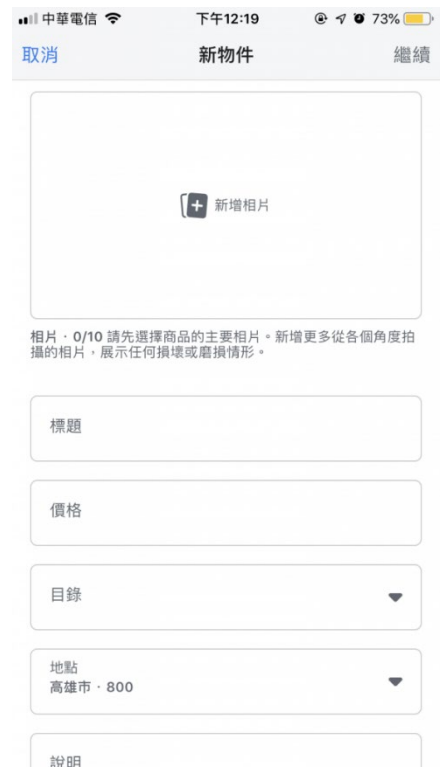 中華電信 下午12:19 73%
取消 新物件 繼續
新增相片
相片 · 0/10 請先選擇商品的主要相片。新增更多從各個角度拍
攝的相片，展示任何損壞或磨損情形。
標題
價格
目錄
地點
高雄市 · 800
說明